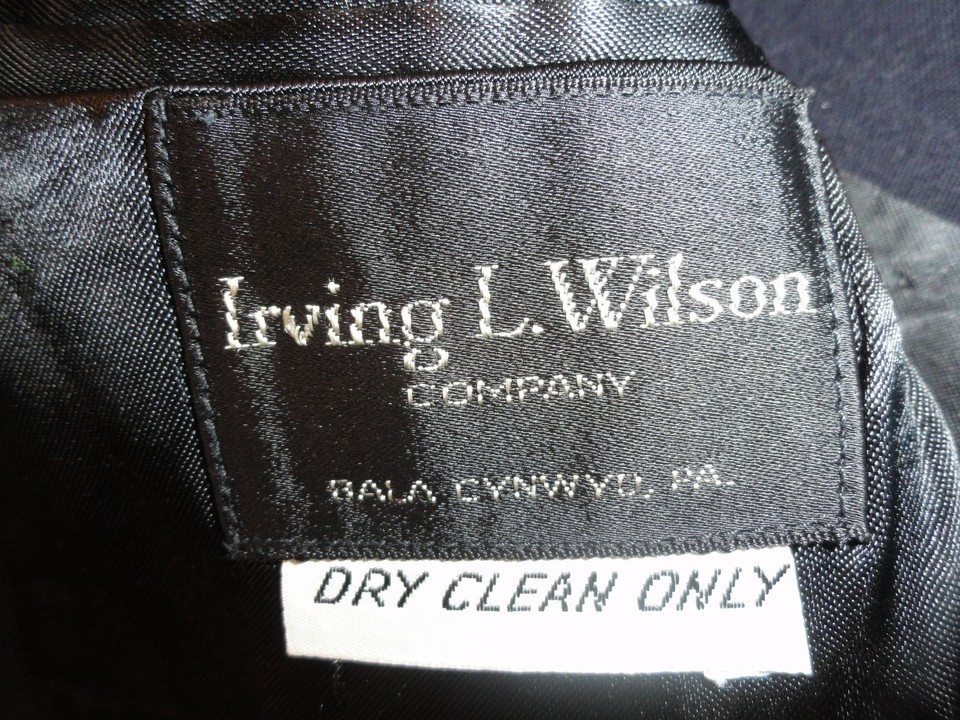 Irving L. Wilson
COMPANY
BALA CYNWYD, PA.
DRY CLEAN ONLY